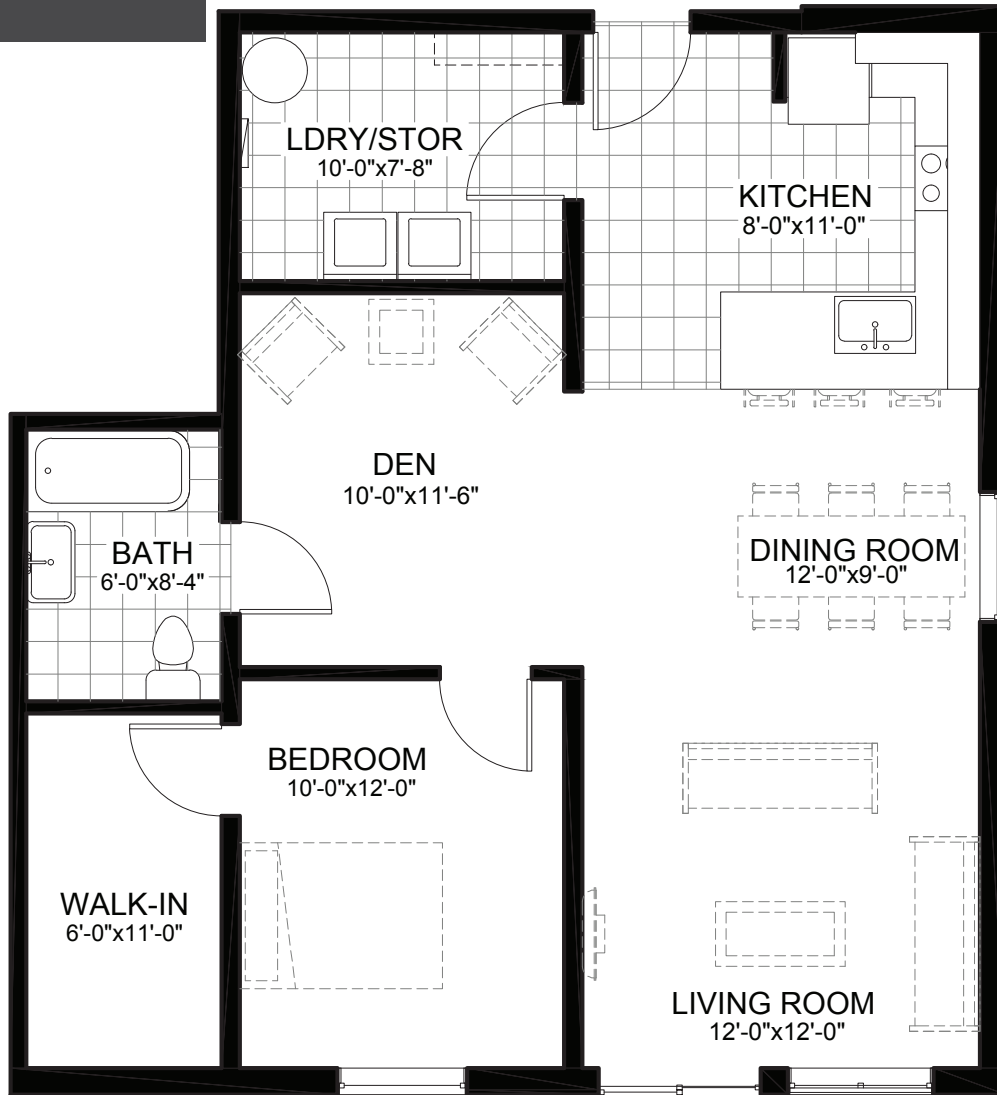 LDRY/STOR
10'-0"x7'-8"
KITCHEN
8'-0"x11'-0"
DEN
10'-0"x11'-6"
BATH
6'-0"x8'-4"
DINING ROOM
12'-0"x9'-0"
BEDROOM
10'-0"x12'-0"
WALK-IN
6'-0"x11'-0"
LIVING ROOM
12'-0"x12'-0"